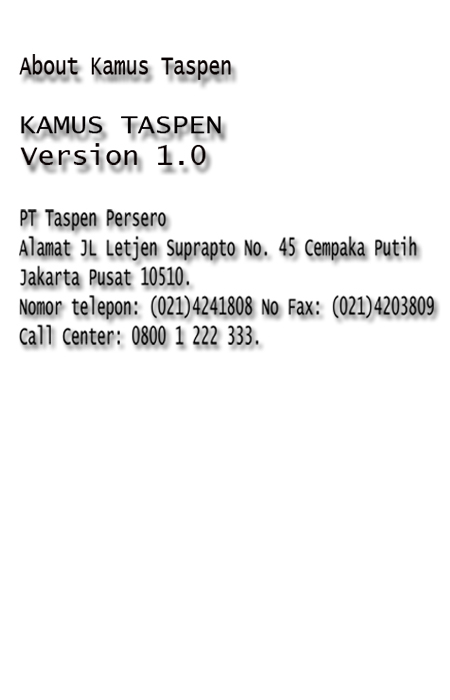 About Kamus Taspen
KAMUS TASPEN
Version 1.0
PT Taspen Persero
Alamat JL Letjen Suprapto No. 45 Cempaka Putih
Jakarta Pusat 10510.
Nomor telepon: (021)4241808 No Fax: (021)4203809
Call Center: 0800 1 222 333.